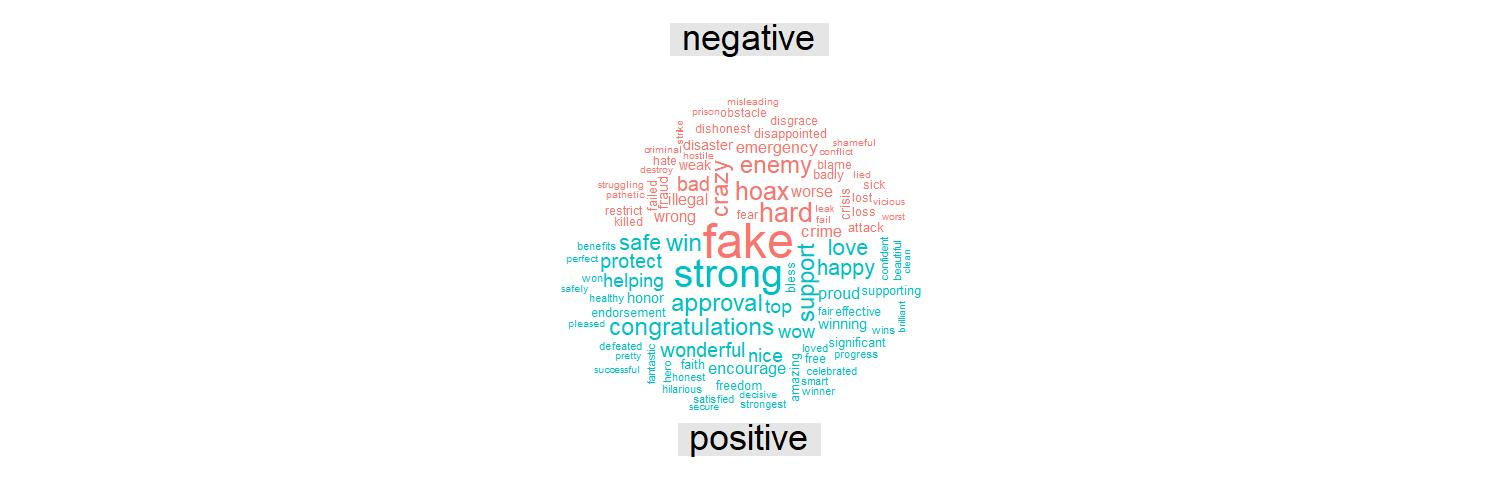 negative
misleading
prison obstacle
disgrace
strike dishonest disappointed
criminal disaster emergency shameful
hostile conflict
hate weak enemy blame
destroy crazy badly lied
struggling failed fraud bad hoax worse crisis sick
pathetic illegal lost vicious
restrict wrong fear hard leak loss worst
killed fail
crime attack
fake
benefits safe win support love confident beautiful clean
perfect protect happy
strong bless
won helping
safely healthy honor approval top proud supporting
endorsement fair effective brilliant
pleased congratulations wow winning wins
defeated wonderful nice loved significant
pretty fantastic free progress
successful hero faith encourage amazing celebrated
honest smart
hilarious freedom winner
satisfied decisive
secure strongest
positive